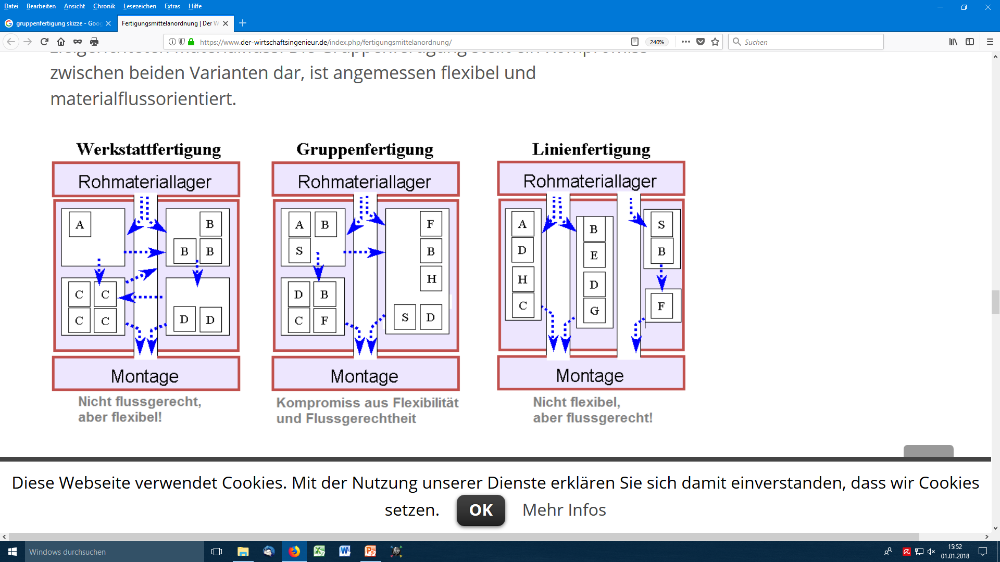 Datei Bearbeiten Ansicht Chronik Lesezeichen Extras Hilfe
gruppenfertigung skizze - Goo
Fertigungsmittelanordnung | Der W
https://www.der-wirtschaftsingenieur.de/index.php/fertigungsmittelanordnung/
240%
Suchen
zwischen beiden Varianten dar, ist angemessen flexibel und
materialflussorientiert.
Werkstattfertigung
Rohmateriallager
A
B
B B
C C
C C
D D
Montage
Nicht flussgerecht,
aber flexibel!
Gruppenfertigung
Rohmateriallager
A B
S
F
B
H
S D
D B
C F
Montage
Kompromiss aus Flexibilität
und Flussgerechtheit
Linienfertigung
Rohmateriallager
A
D
H
C
B
E
D
G
S
B
F
Montage
Nicht flexibel,
aber flussgerecht!
Diese Webseite verwendet Cookies. Mit der Nutzung unserer Dienste erklären Sie sich damit einverstanden, dass wir Cookies
setzen. OK Mehr Infos
Windows durchsuchen
15:52
01.01.2018